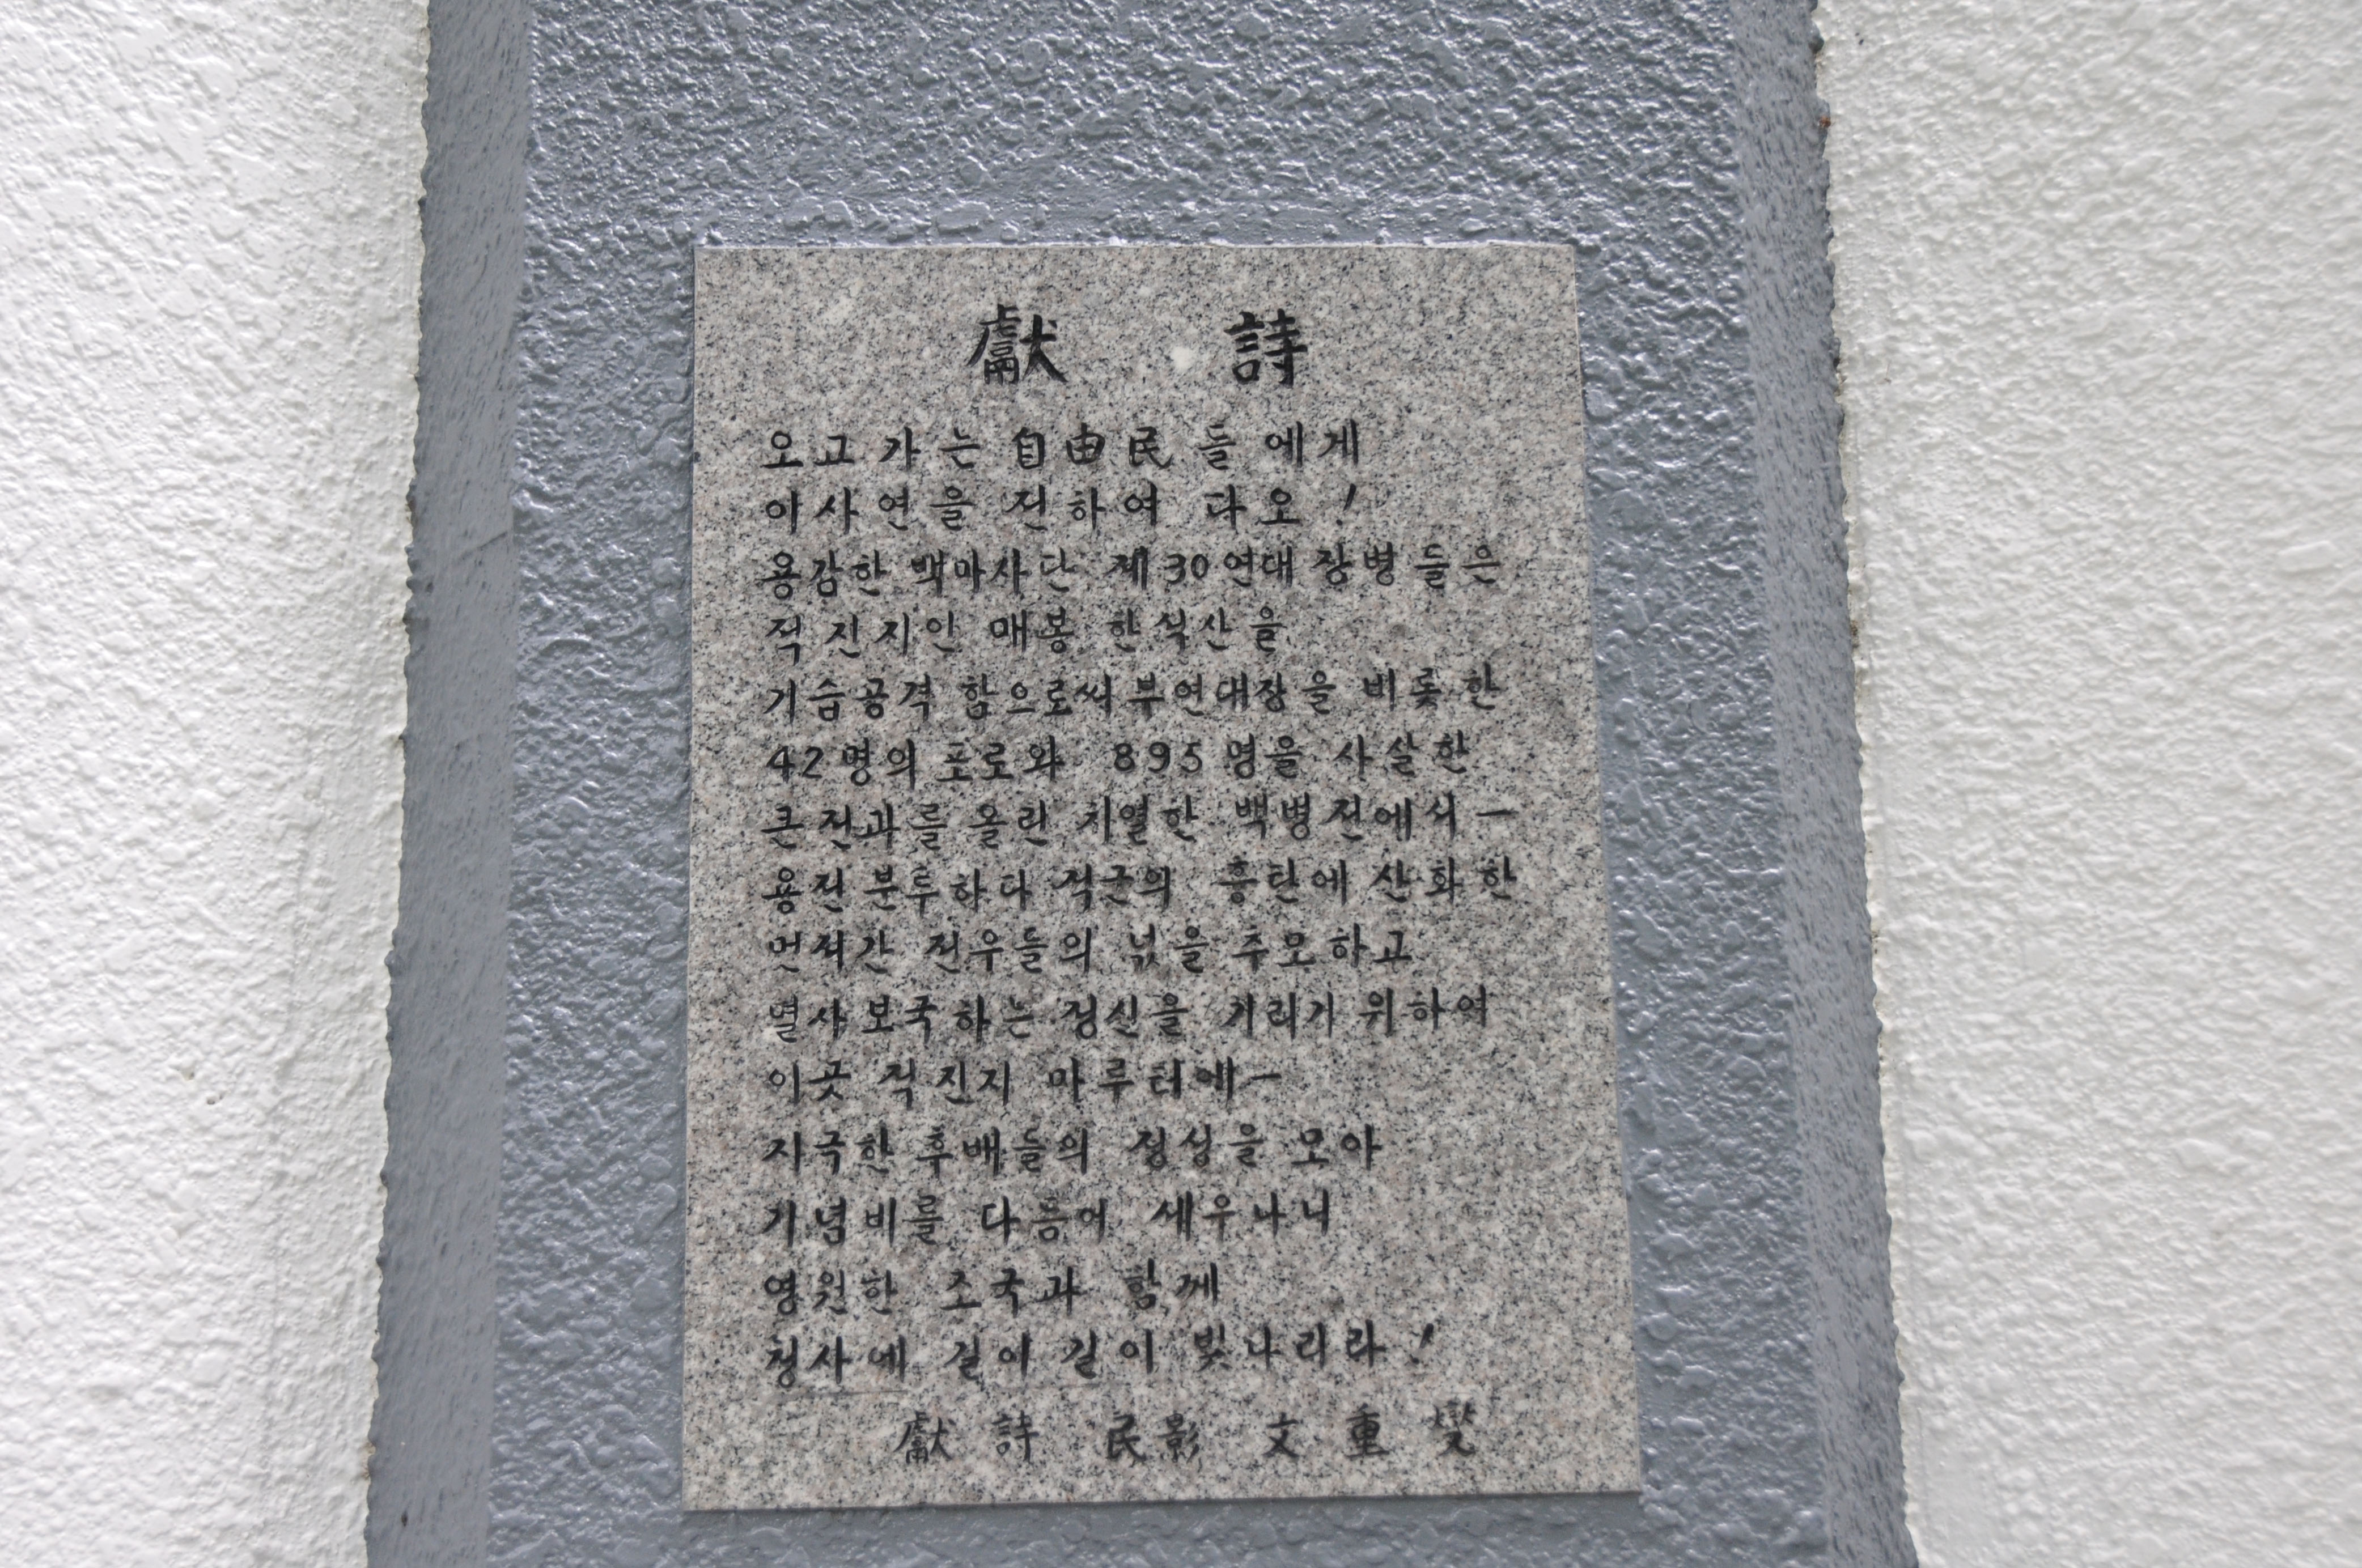 獻 詩
오고 가는 自由民 들에게
이사연을 전하여 다오 !
용감한 백마사단 제30연대 장병들은
적 진지인 매봉 한석산을
기습공격 함으로써 부연대장을 비롯한
42명의 포로와 895명을 사살한
큰전과를 올린 치열한 백병전에서—
용전분투하다 적군의 흉탄에 산화한
먼저간 전우들의 넋을 추모하고
멸사보국하는 정신을 기리기 위하여
이곳 적진지 마루터에—
지극한 후배들의 정성을 모아
기념비를 다듬어 세우나니
영원한 조국과 함께
청사에 길이 길이 빛나리라 !
獻詩 民影 文重燮